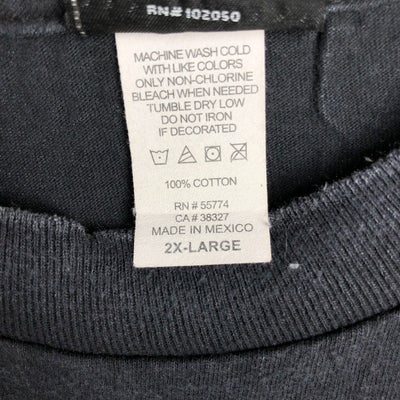 RN# 102050
MACHINE WASH COLD
WITH LIKE COLORS
ONLY NON-CHLORINE
BLEACH WHEN NEEDED
TUMBLE DRY LOW
DO NOT IRON
IF DECORATED
100% COTTON
RN # 55774
CA # 38327
MADE IN MEXICO
2X-LARGE